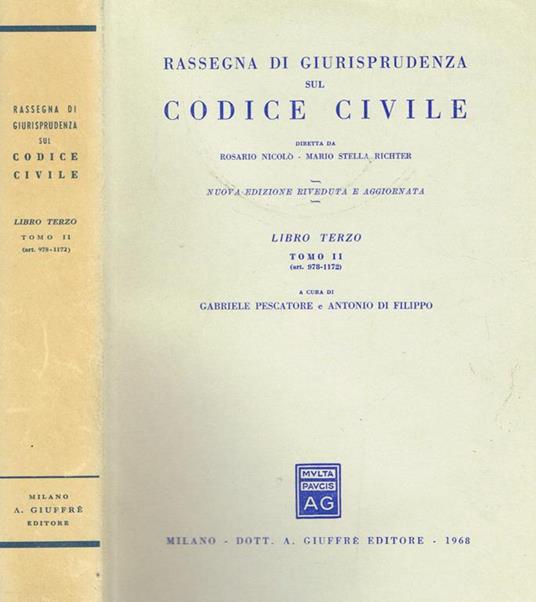 RASSEGNA DI
GIURISPRUDENZA
SUL
CODICE
CIVILE
LIBRO TERZO
TOMO II
(art. 978-1172)
MILANO
A. GIUFFRÈ
EDITORE
RASSEGNA DI GIURISPRUDENZA
SUL
CODICE CIVILE
DIRETTA DA
ROSARIO NICOLÒ - MARIO STELLA RICHTER
NUOVA EDIZIONE RIVEDUTA E AGGIORNATA
LIBRO TERZO
TOMO II
(art. 978-1172)
A CURA DI
GABRIELE PESCATORE e ANTONIO DI FILIPPO
MVLTA
PAVCIS
AG
MILANO - DOTT. A. GIUFFRÈ EDITORE - 1968